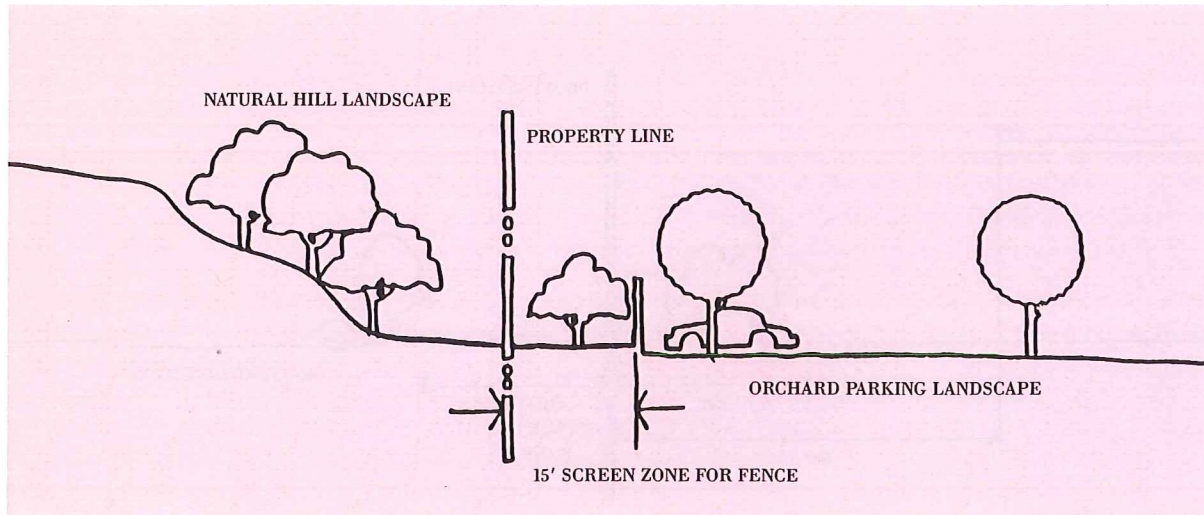 NATURAL HILL LANDSCAPE
PROPERTY LINE
ORCHARD PARKING LANDSCAPE
15' SCREEN ZONE FOR FENCE